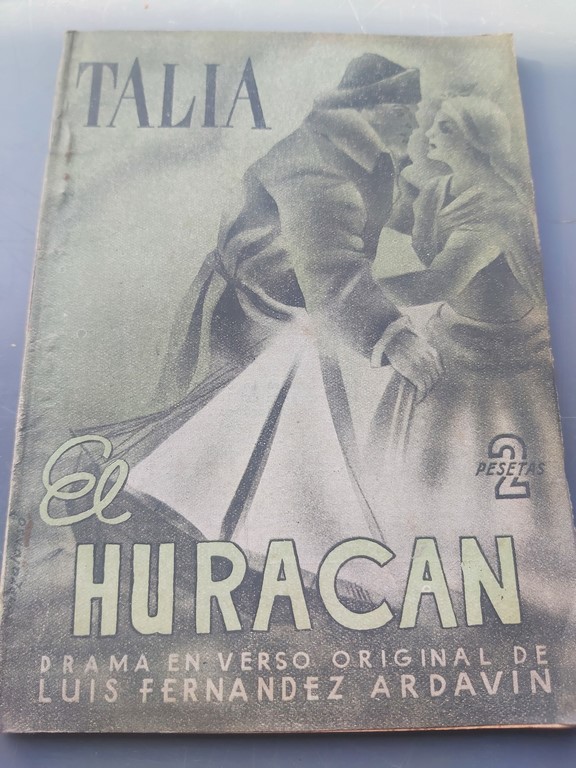 TALIA
El
2
PESETAS
HURACAN
DRAMA EN VERSO ORIGINAL DE
LUIS FERNANDEZ ARDAVIN